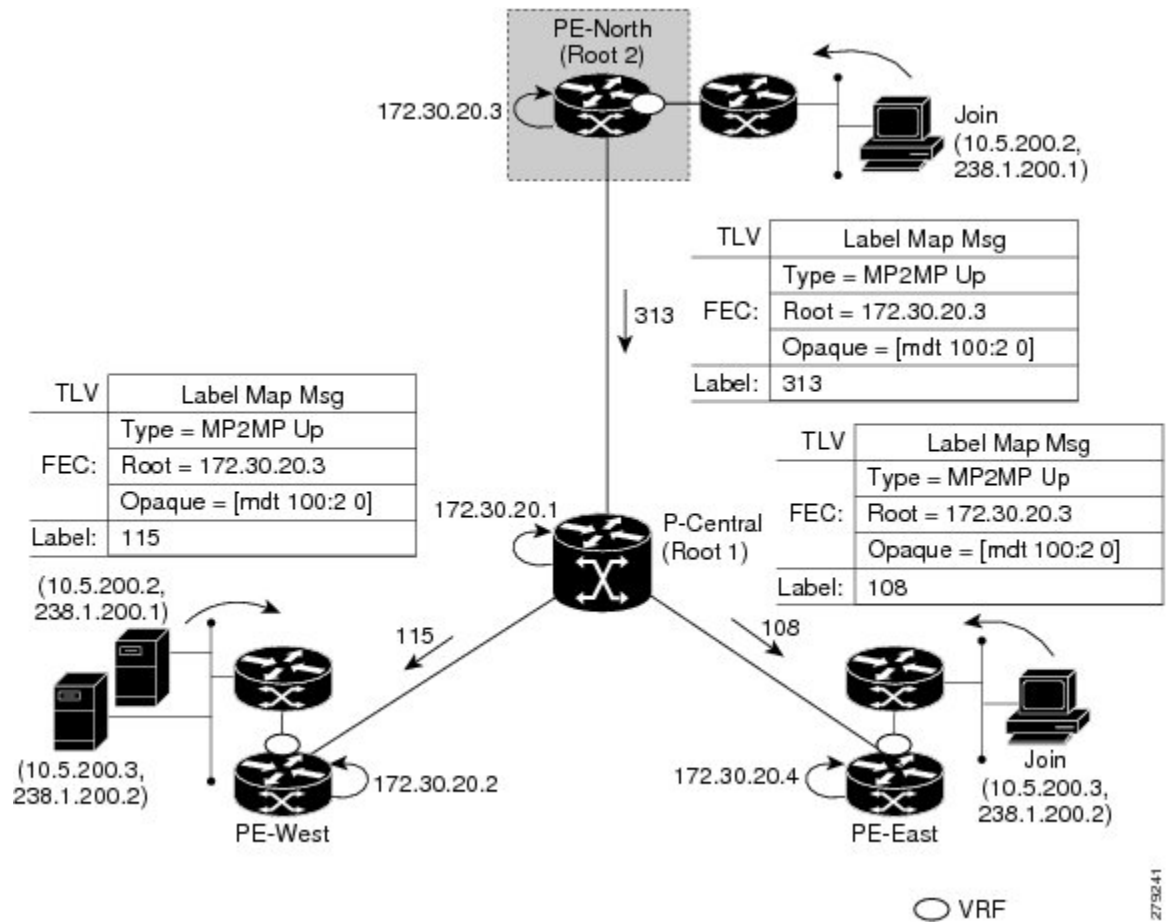 PE-North
(Root 2)
172.30.20.3
Join
(10.5.200.2,
238.1.200.1)
TLV Label Map Msg
FEC: Type = MP2MP Up
Root = 172.30.20.3
Opaque = [mdt 100:2 0]
Label: 313
313
TLV Label Map Msg
FEC: Type = MP2MP Up
Root = 172.30.20.3
Opaque = [mdt 100:2 0]
Label: 115
TLV Label Map Msg
FEC: Type = MP2MP Up
Root = 172.30.20.3
Opaque = [mdt 100:2 0]
Label: 108
172.30.20.1
P-Central
(Root 1)
(10.5.200.2,
238.1.200.1)
115
108
(10.5.200.3,
238.1.200.2)
172.30.20.2
PE-West
172.30.20.4
PE-East
Join
(10.5.200.3,
238.1.200.2)
VRF
279241